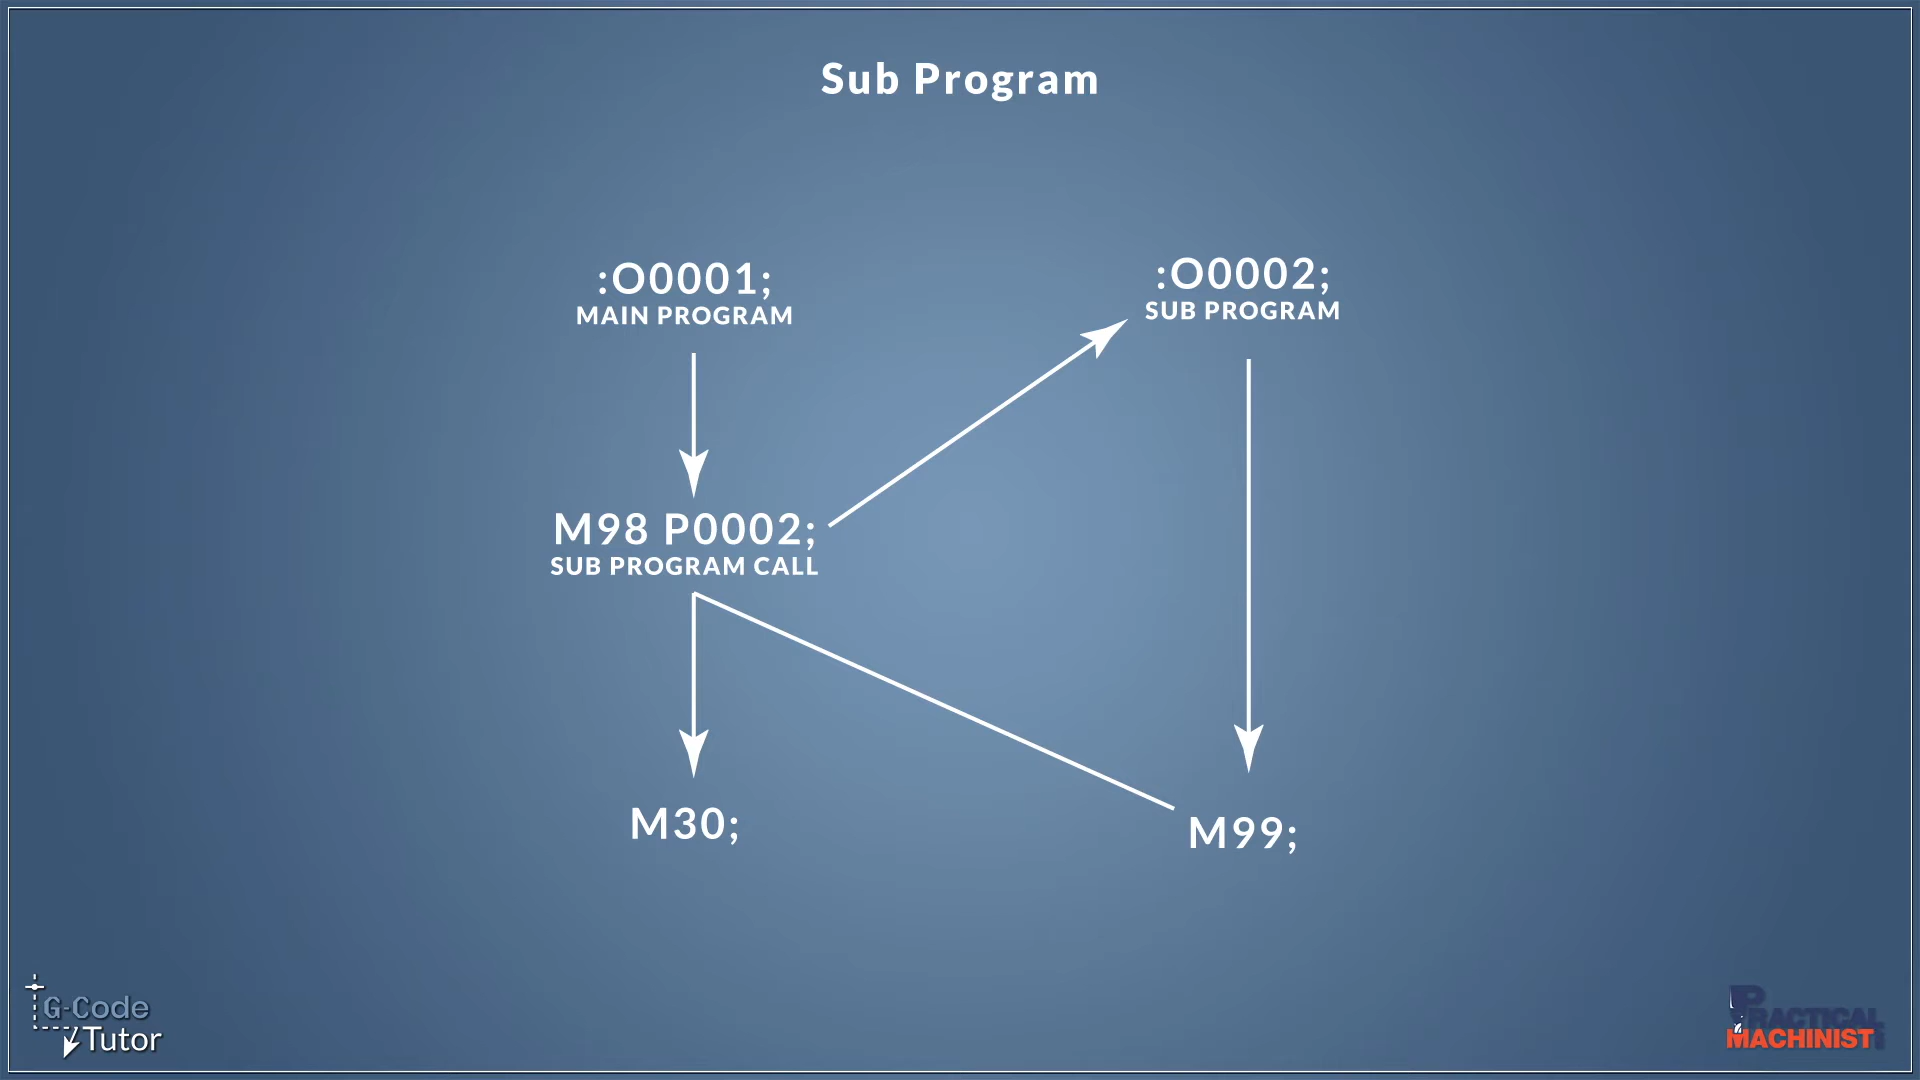 Sub Program
:O0001;
MAIN PROGRAM
:O0002;
SUB PROGRAM
M98 P0002;
SUB PROGRAM CALL
M30;
M99;
G-Code
Tutor
PRACTICAL
MACHINIST